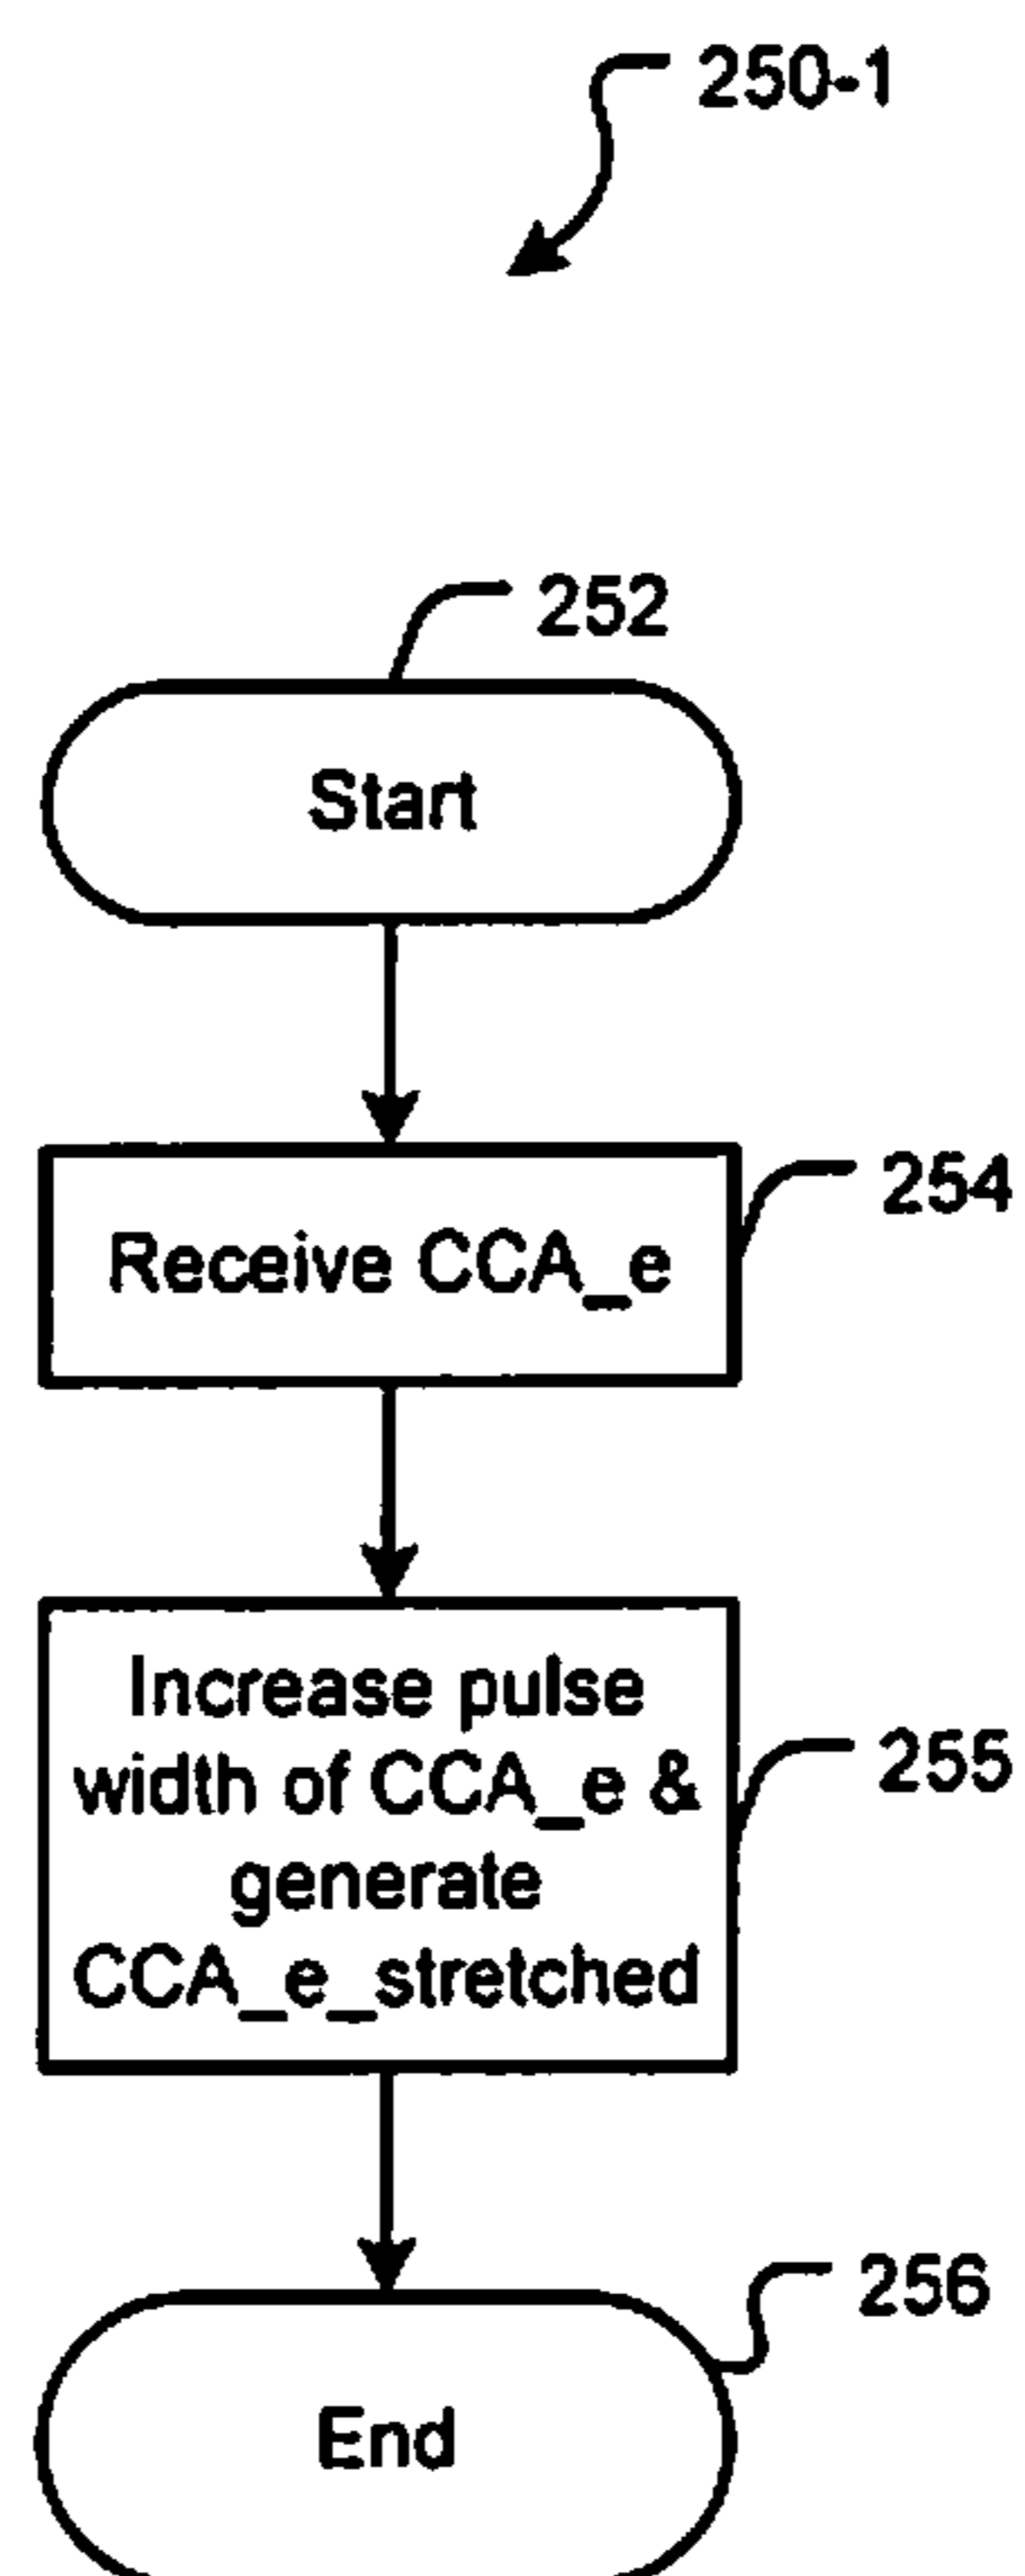 250-1
252
Start
254
Receive CCA_e
Increase pulse
width of CCA_e &
255
generate
CCA_e_stretched
256
End